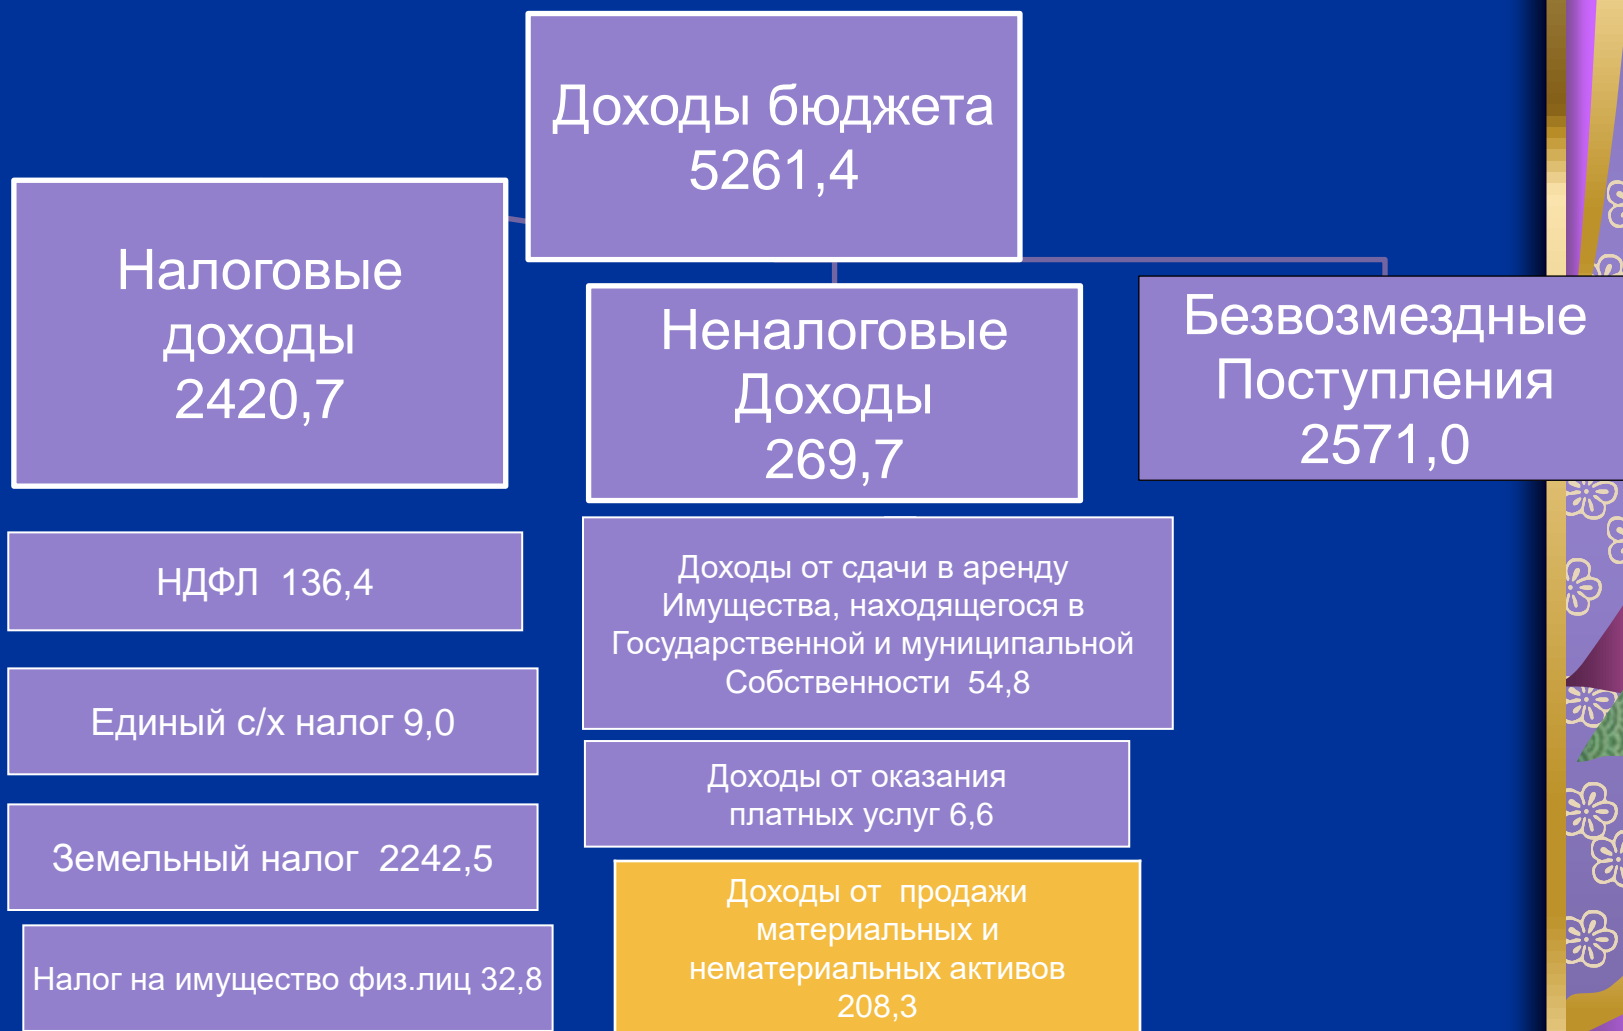 Доходы бюджета
5261,4
Налоговые
доходы
2420,7
Неналоговые
Доходы
269,7
Безвозмездные
Поступления
2571,0
НДФЛ 136,4
Единый с/х налог 9,0
Земельный налог 2242,5
Налог на имущество физ.лиц 32,8
Доходы от сдачи в аренду
Имущества, находящегося в
Государственной и муниципальной
Собственности 54,8
Доходы от оказания
платных услуг 6,6
Доходы от продажи
материальных и
нематериальных активов
208,3